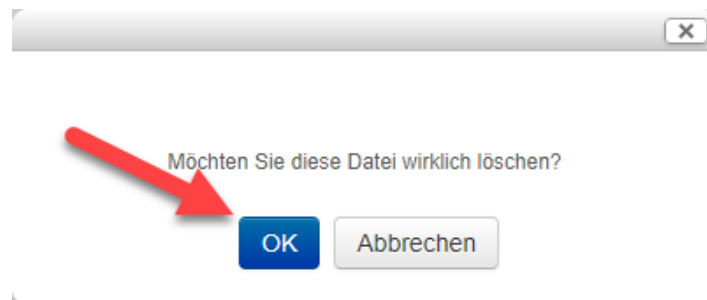 Möchten Sie diese Datei wirklich löschen?
OK Abbrechen